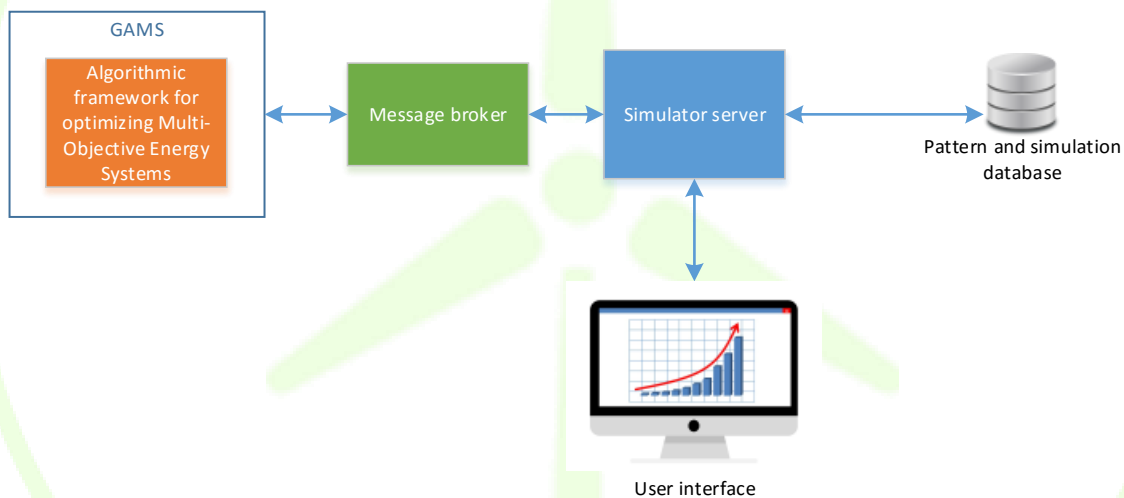 GAMS
Algorithmic
framework for
optimizing Multi-
Objective Energy
Systems
Message broker
Simulator server
Pattern and simulation
database
User interface